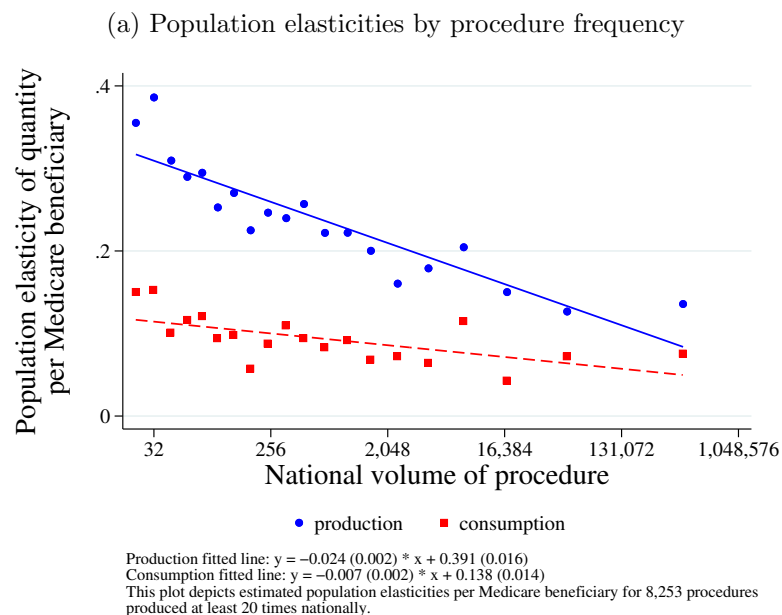 (a) Population elasticities by procedure frequency
Population elasticity of quantity
per Medicare beneficiary
.4
.2
0
32
256
2,048
16,384
131,072
1,048,576
National volume of procedure
production
consumption
Production fitted line: y = −0.024 (0.002) * x + 0.391 (0.016)
Consumption fitted line: y = −0.007 (0.002) * x + 0.138 (0.014)
This plot depicts estimated population elasticities per Medicare beneficiary for 8,253 procedures
produced at least 20 times nationally.